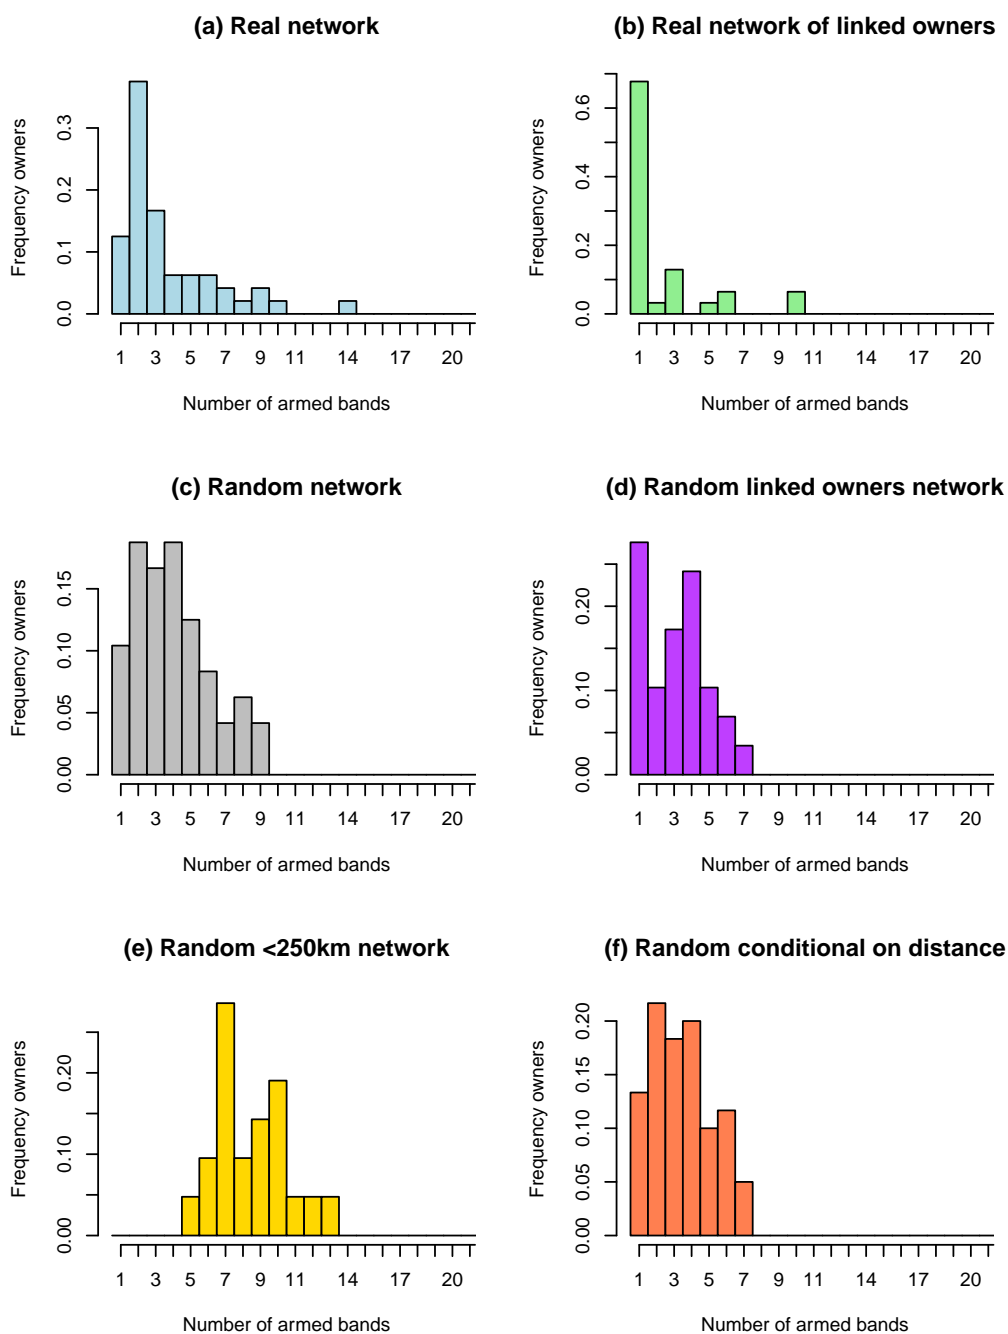 (a) Real network
Frequency owners
0.0 0.1 0.2 0.3
1 3 5 7 9 11 14 17 20
Number of armed bands
(b) Real network of linked owners
Frequency owners
0.0 0.2 0.4 0.6
1 3 5 7 9 11 14 17 20
Number of armed bands
(c) Random network
Frequency owners
0.00 0.05 0.10 0.15
1 3 5 7 9 11 14 17 20
Number of armed bands
(d) Random linked owners network
Frequency owners
0.00 0.10 0.20
1 3 5 7 9 11 14 17 20
Number of armed bands
(e) Random <250km network
Frequency owners
0.00 0.10 0.20
1 3 5 7 9 11 14 17 20
Number of armed bands
(f) Random conditional on distance
Frequency owners
0.00 0.05 0.10 0.15 0.20
1 3 5 7 9 11 14 17 20
Number of armed bands